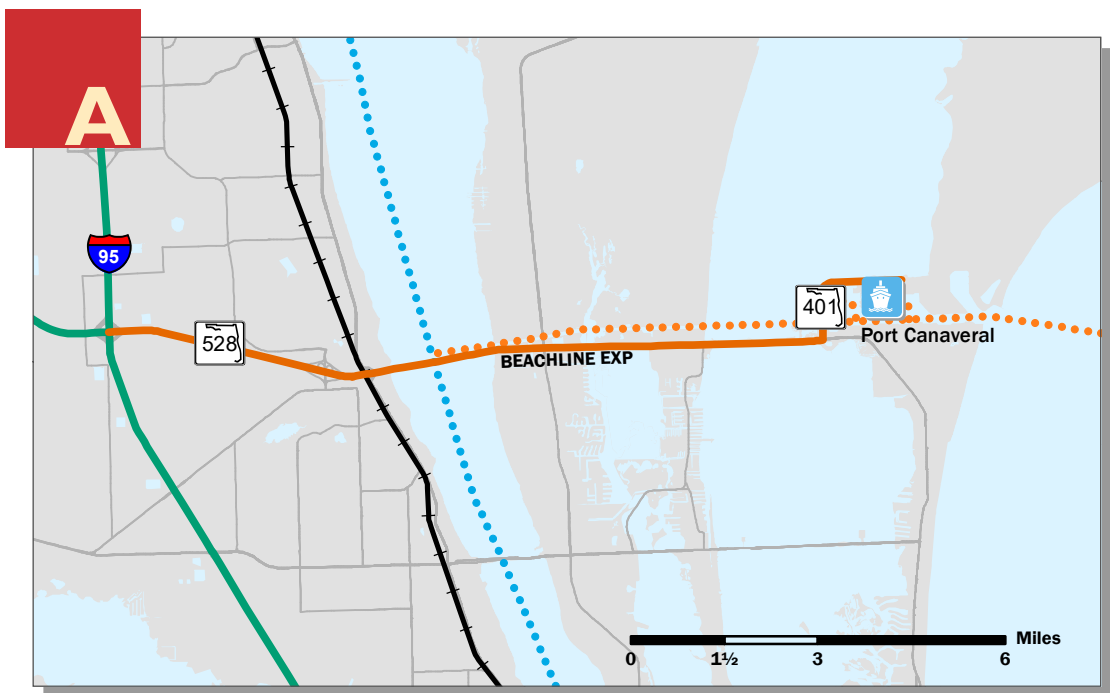 A
95
528
401
Port Canaveral
BEACHLINE EXP
Miles
0 1½ 3 6